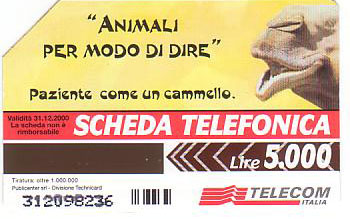 "ANIMALI
PER MODO DI DIRE"
PAZIENTE COME UN CAMMELLO.
Validità 31.12.2000
La scheda non è
rimborsabile
SCHEDA TELEFONICA
Lire 5.000
Tiratura: oltre 1.000.000
Publicenter srl - Divisione Technicard
312098236
TELECOM
ITALIA